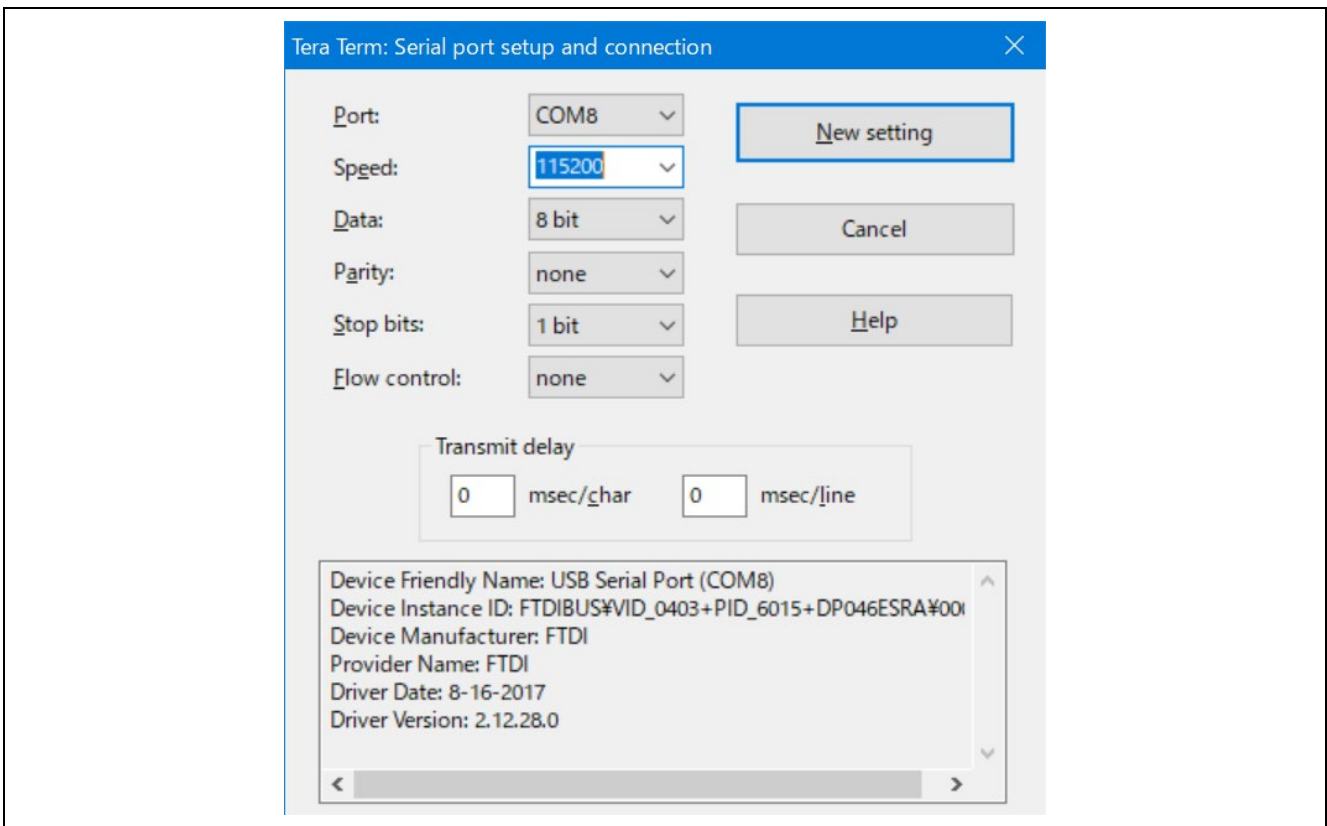 Tera Term: Serial port setup and connection
Port: COM8 New setting
Speed: 115200
Data: 8 bit Cancel
Parity: none
Stop bits: 1 bit Help
Flow control: none
Transmit delay
0 msec/char 0 msec/line
Device Friendly Name: USB Serial Port (COM8)
Device Instance ID: FTDIBUS¥VID_0403+PID_6015+DP046ESRA¥00
Device Manufacturer: FTDI
Provider Name: FTDI
Driver Date: 8-16-2017
Driver Version: 2.12.28.0